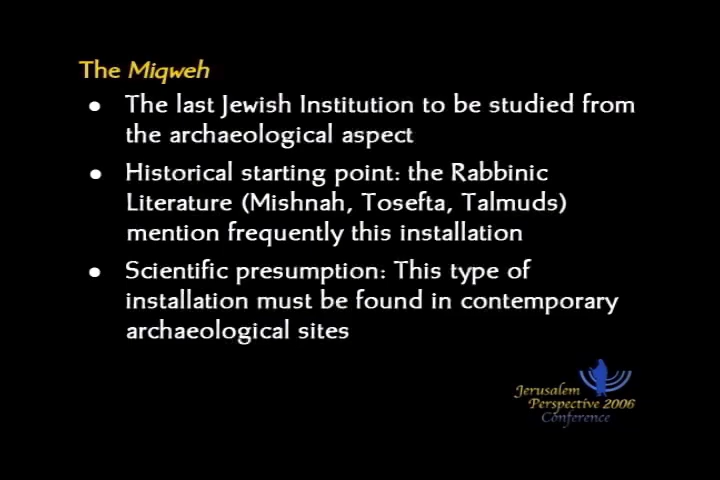 The Miqweh
● The last Jewish Institution to be studied from
the archaeological aspect
● Historical starting point: the Rabbinic
Literature (Mishnah, Tosefta, Talmuds)
mention frequently this installation
● Scientific presumption: This type of
installation must be found in contemporary
archaeological sites
Jerusalem
Perspective 2006
Conference